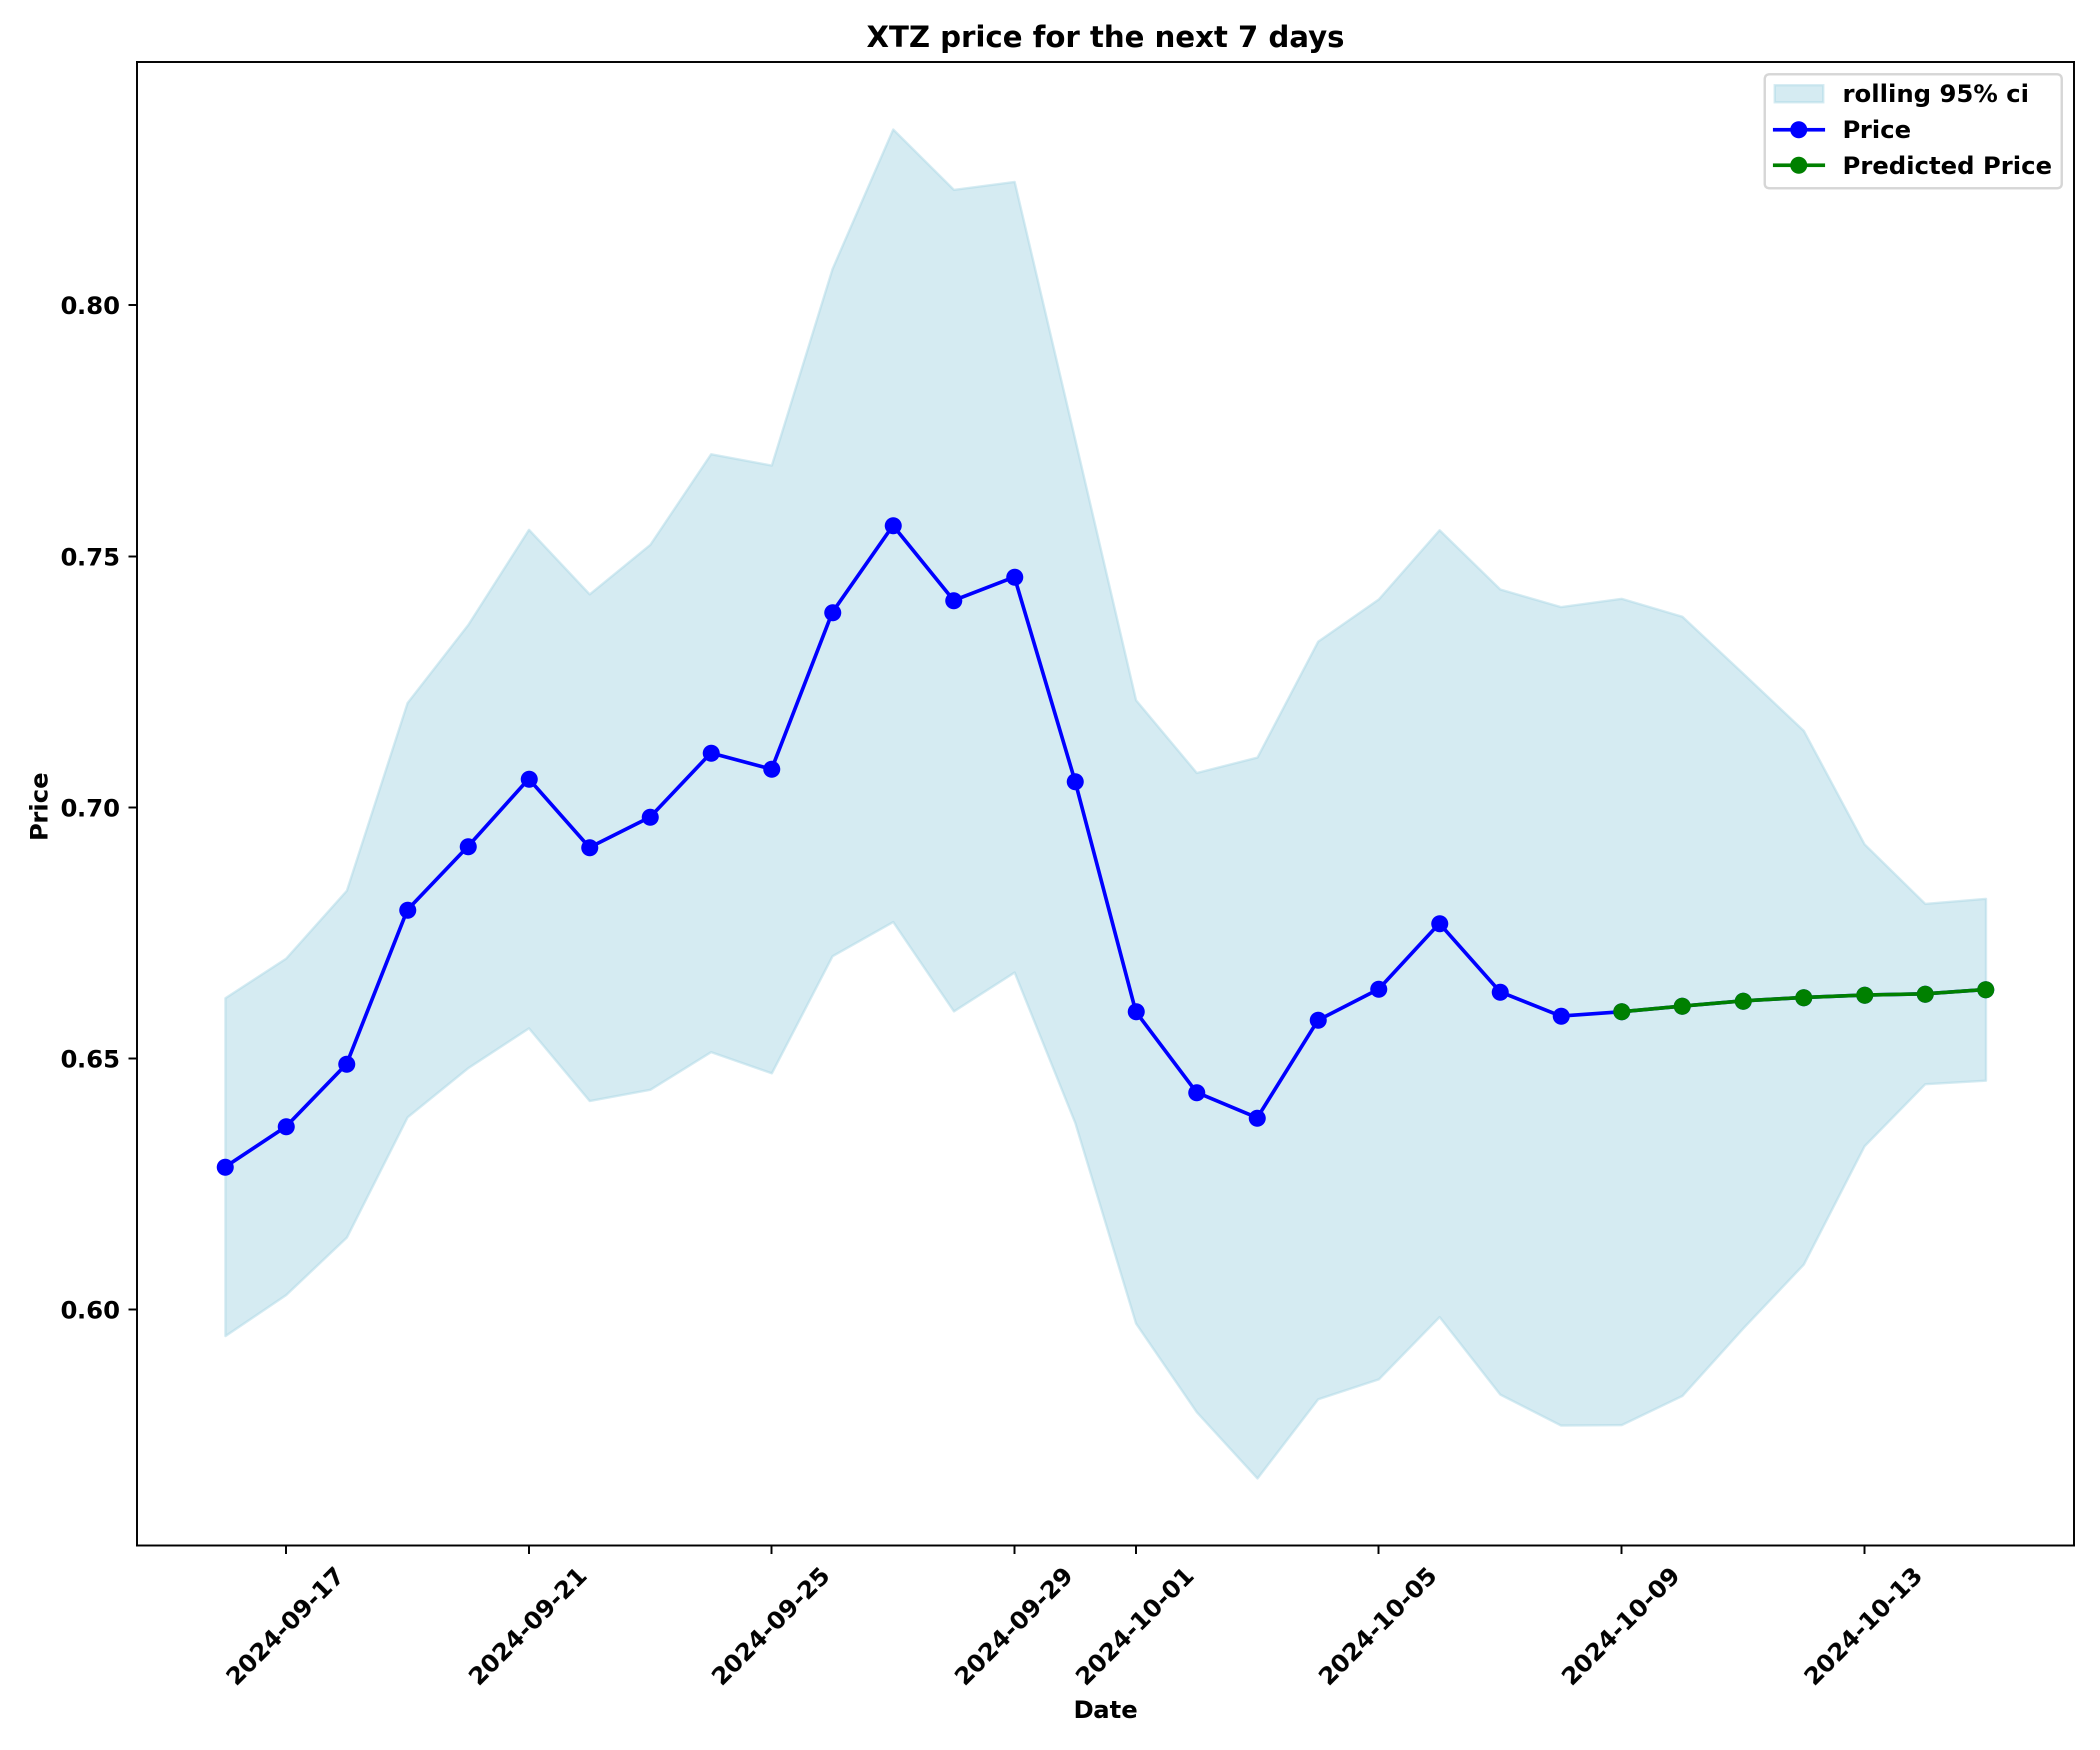 XTZ price for the next 7 days
rolling 95% ci
Price
Predicted Price
0.80
0.75
0.70
0.65
0.60
Price
2024-09-17
2024-09-21
2024-09-25
2024-09-29
2024-10-01
2024-10-05
2024-10-09
2024-10-13
Date